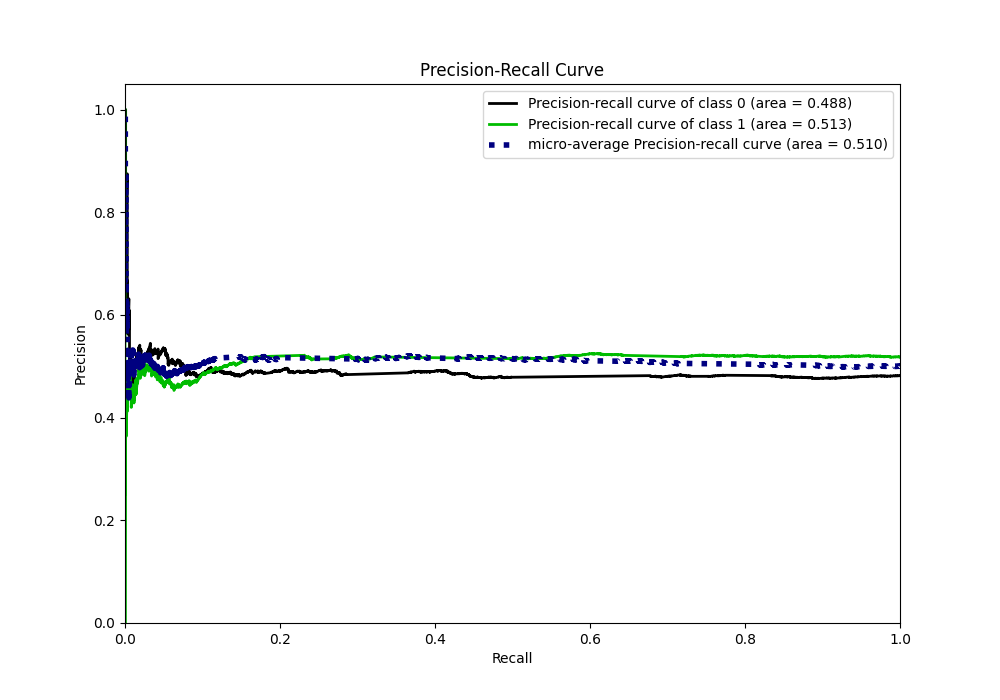 Precision-Recall Curve
Precision-recall curve of class 0 (area = 0.488)
Precision-recall curve of class 1 (area = 0.513)
micro-average Precision-recall curve (area = 0.510)
1.0
0.8
0.6
0.4
0.2
0.0
Precision
0.0 0.2 0.4 0.6 0.8 1.0
Recall